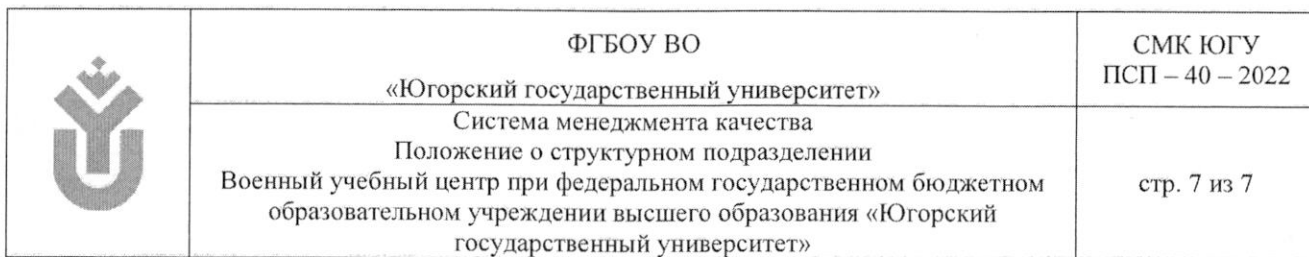 ФГБОУ ВО
«Югорский государственный университет»
СМК ЮГУ
ПСП – 40 – 2022
Система менеджмента качества
Положение о структурном подразделении
Военный учебный центр при федеральном государственном бюджетном
образовательном учреждении высшего образования «Югорский
государственный университет»
стр. 7 из 7